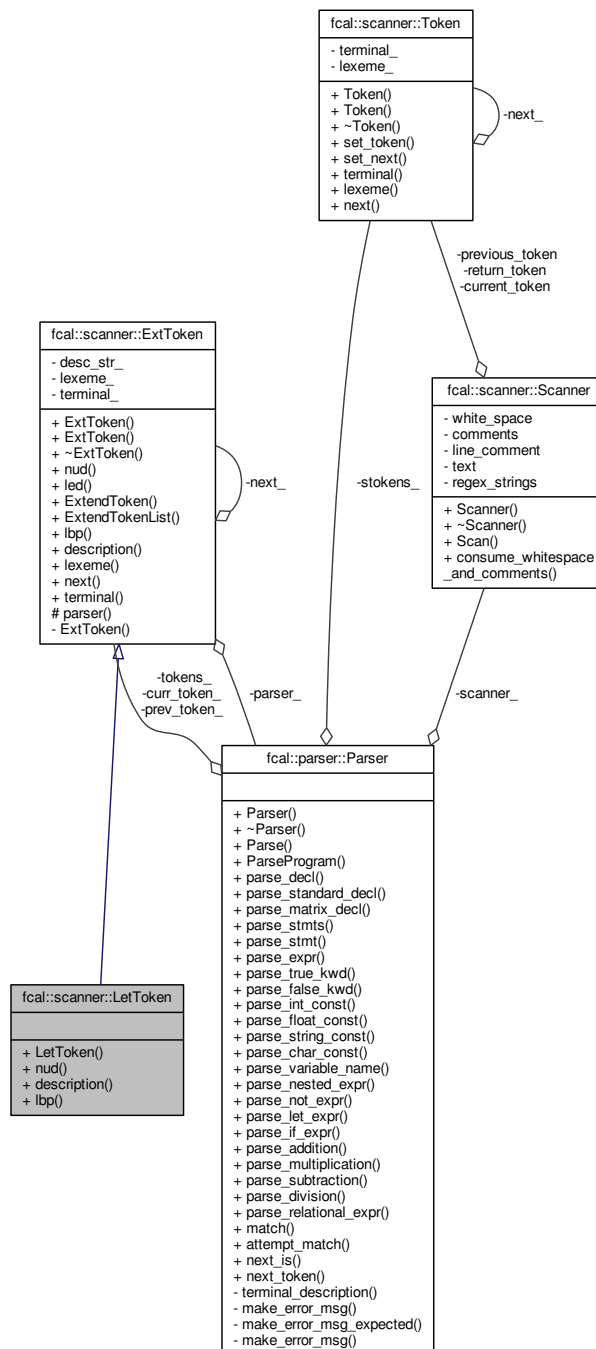 fcal::scanner::Token
- terminal_
- lexeme_
+ Token()
+ Token()
+ ~Token()
+ set_token()
+ set_next()
+ terminal()
+ lexeme()
+ next()
-next_
-previous_token
-return_token
-current_token
fcal::scanner::ExtToken
- desc_str_
- lexeme_
- terminal_
+ ExtToken()
+ ExtToken()
+ ~ExtToken()
+ nud()
+ led()
+ ExtendToken()
+ ExtendTokenList()
+ lbp()
+ description()
+ lexeme()
+ next()
+ terminal()
# parser()
- ExtToken()
-next_
-stokens_
fcal::scanner::Scanner
- white_space
- comments
- line_comment
- text
- regex_strings
+ Scanner()
+ ~Scanner()
+ Scan()
+ consume_whitespace
_and_comments()
-tokens_
-curr_token_
-prev_token_
-parser_
-scanner_
fcal::parser::Parser
+ Parser()
+ ~Parser()
+ Parse()
+ ParseProgram()
+ parse_decl()
+ parse_standard_decl()
+ parse_matrix_decl()
+ parse_stmts()
+ parse_stmt()
+ parse_expr()
+ parse_true_kwd()
+ parse_false_kwd()
+ parse_int_const()
+ parse_float_const()
+ parse_string_const()
+ parse_char_const()
+ parse_variable_name()
+ parse_nested_expr()
+ parse_not_expr()
+ parse_let_expr()
+ parse_if_expr()
+ parse_addition()
+ parse_multiplication()
+ parse_subtraction()
+ parse_division()
+ parse_relational_expr()
+ match()
+ attempt_match()
+ next_is()
+ next_token()
- terminal_description()
- make_error_msg()
- make_error_msg_expected()
- make_error_msg()
fcal::scanner::LetToken
+ LetToken()
+ nud()
+ description()
+ lbp()